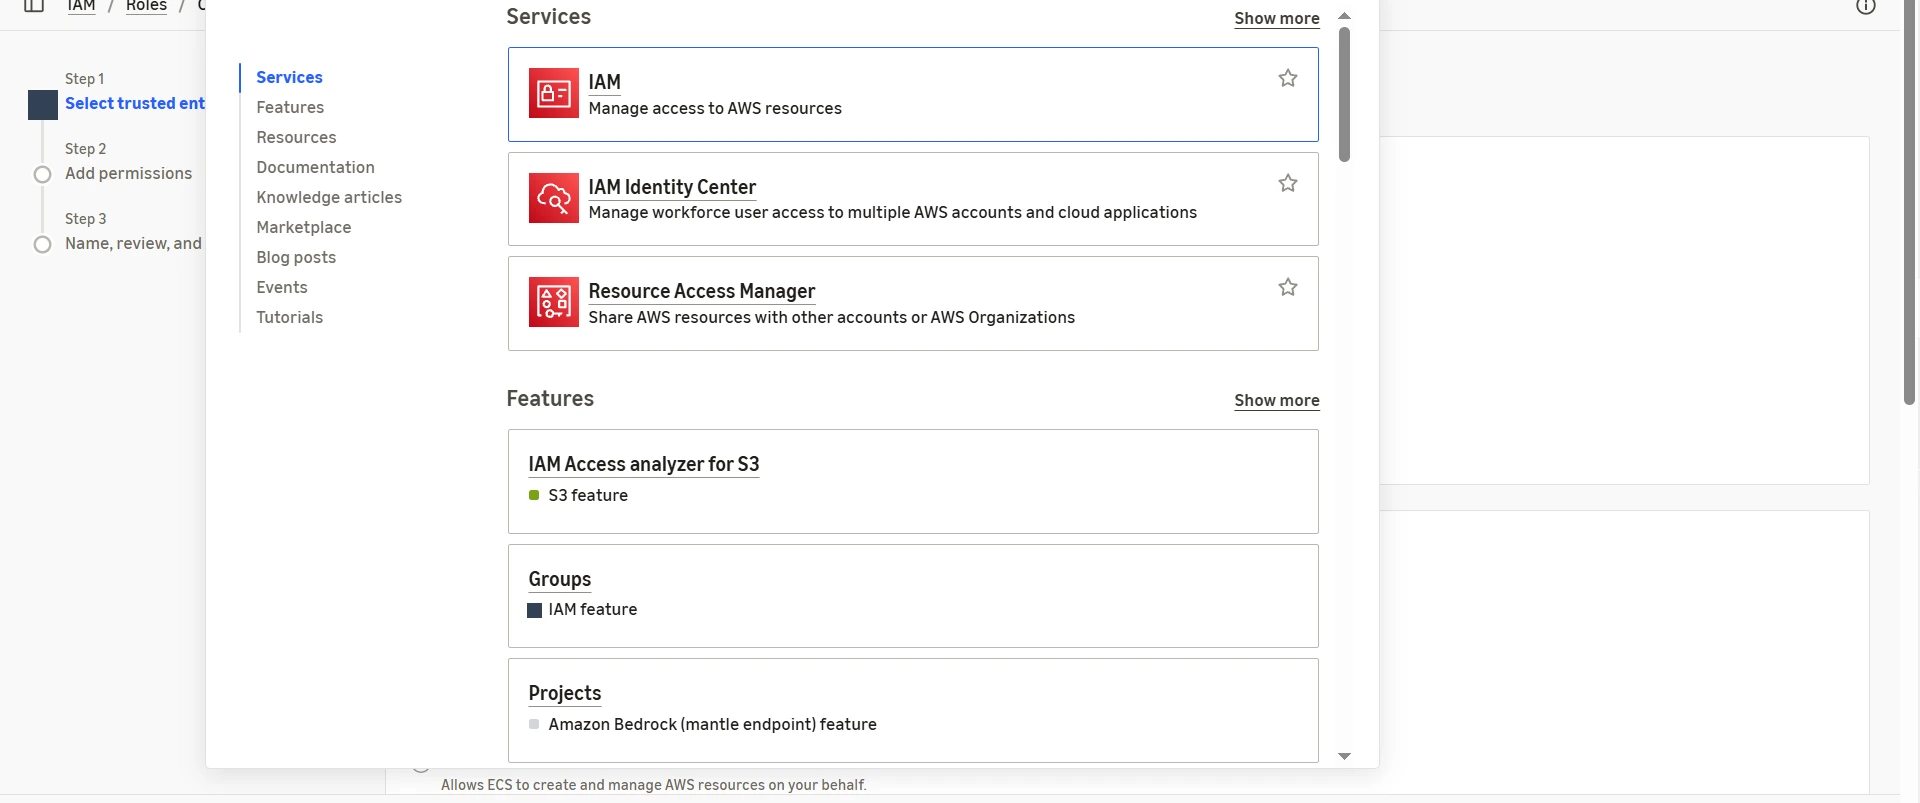 IAM / Roles /
Step 1
Select trusted ent
Step 2
Add permissions
Step 3
Name, review, and
Services
Features
Resources
Documentation
Knowledge articles
Marketplace
Blog posts
Events
Tutorials
Services
Show more
IAM
Manage access to AWS resources
IAM Identity Center
Manage workforce user access to multiple AWS accounts and cloud applications
Resource Access Manager
Share AWS resources with other accounts or AWS Organizations
Features
Show more
IAM Access analyzer for S3
S3 feature
Groups
IAM feature
Projects
Amazon Bedrock (mantle endpoint) feature
Allows ECS to create and manage AWS resources on your behalf.